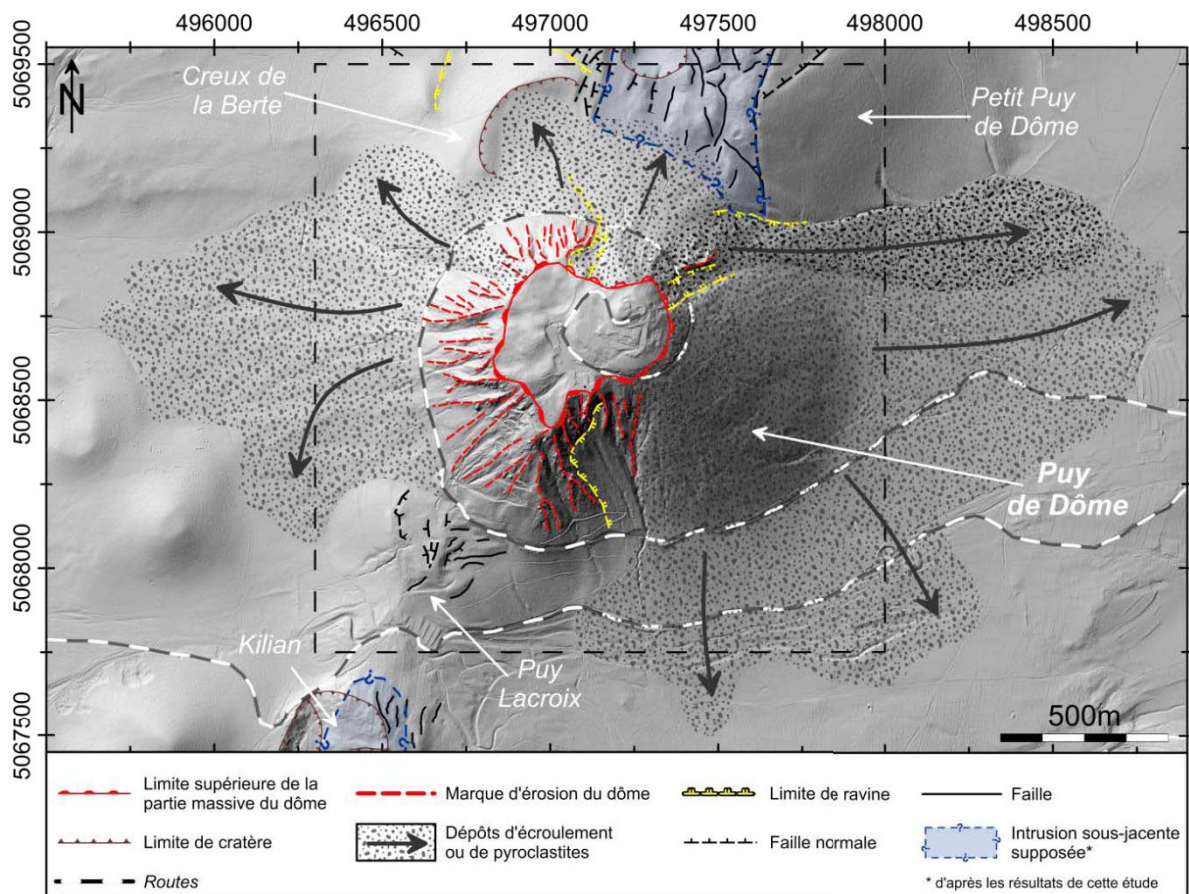 496000 496500 497000 497500 498000 498500
5069500
5069000
5068500
5068000
5067500
N
Creux de
la Berte
Petit Puy
de Dôme
Puy
de Dôme
Kilian
Puy
Lacroix
500m
Limite supérieure de la
partie massive du dôme
Marque d'érosion du dôme
Limite de ravine
Faille
Limite de cratère
Dépôts d'écroulement
ou de pyroclastites
Faille normale
Intrusion sous-jacente
supposée*
Routes
* d'après les résultats de cette étude